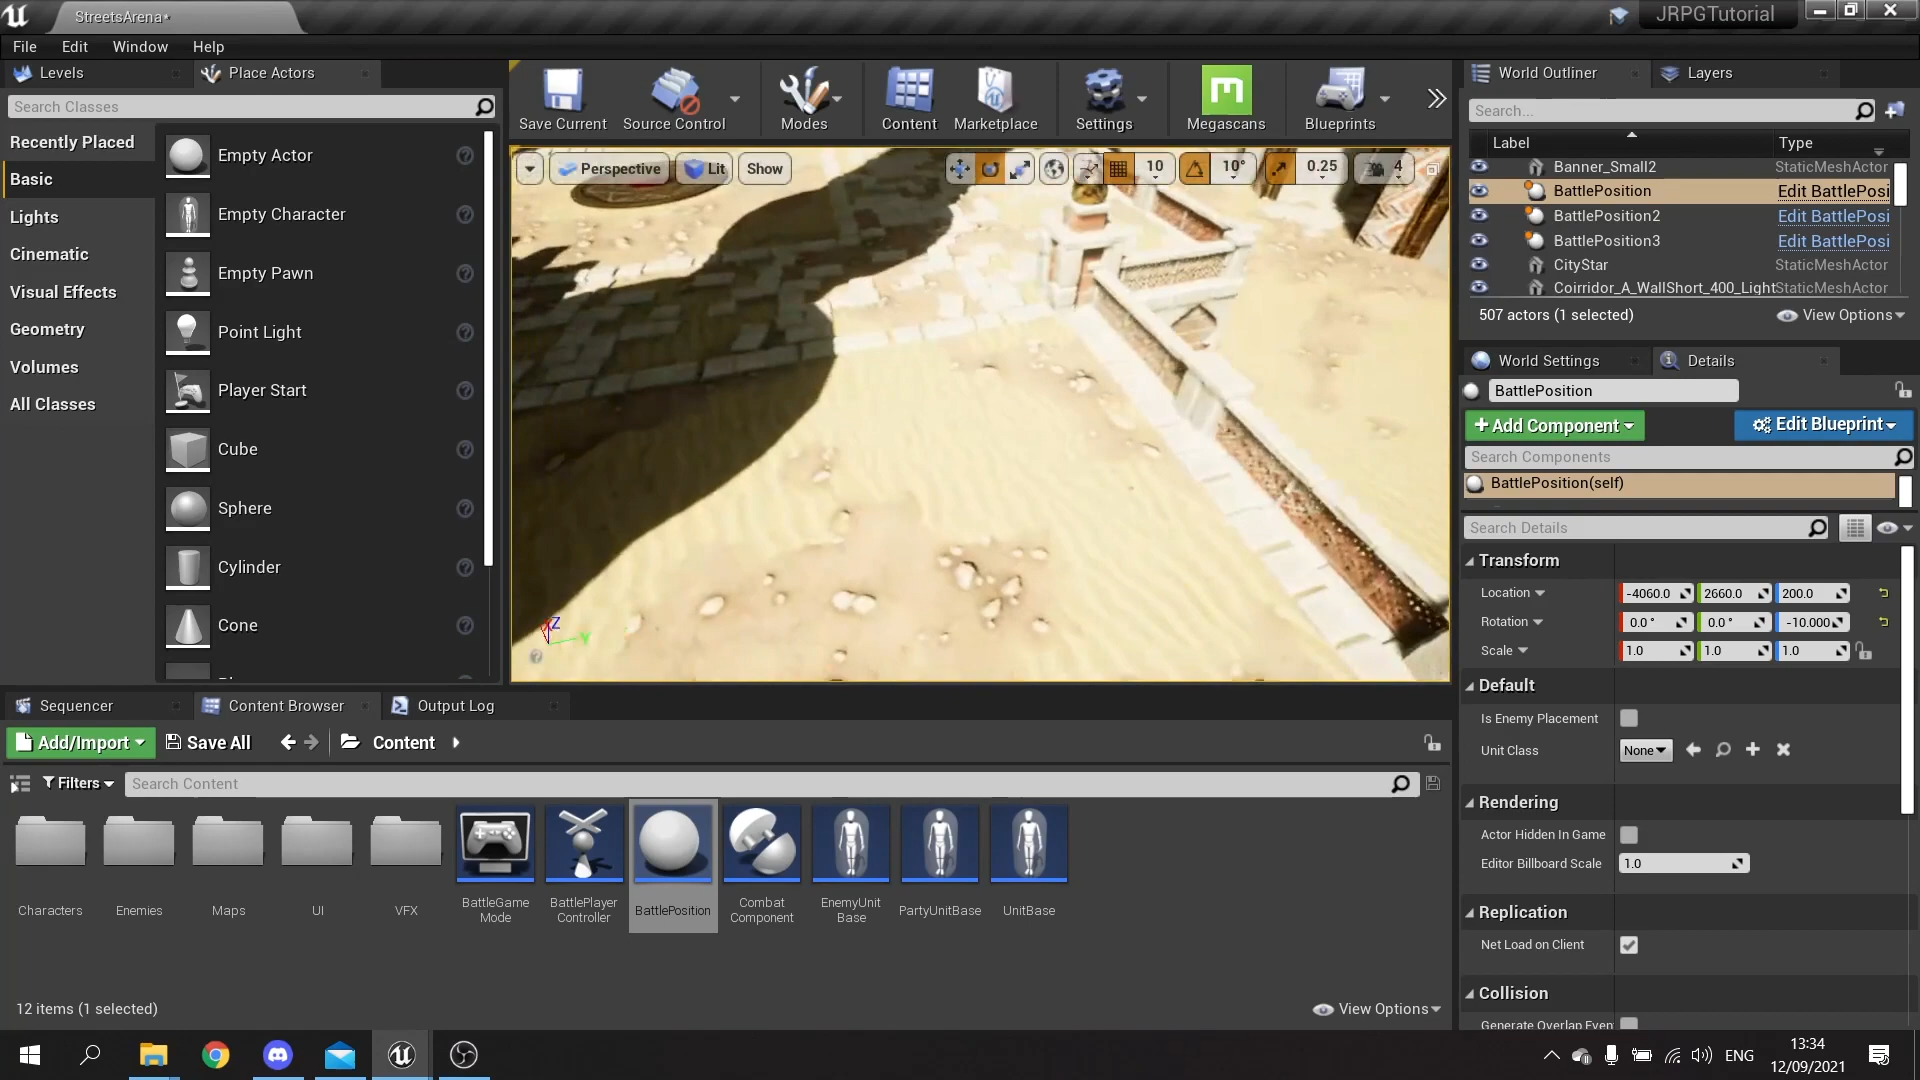 StreetsArena*
JRPGTutorial
File Edit Window Help
Levels
Place Actors
Search Classes
Recently Placed
Basic
Lights
Cinematic
Visual Effects
Geometry
Volumes
All Classes
Empty Actor
Empty Character
Empty Pawn
Point Light
Player Start
Cube
Sphere
Cylinder
Cone
Save Current
Source Control
Modes
Content
Marketplace
Settings
Megascans
Blueprints
Perspective
Lit
Show
10
10°
0.25
4
Z
Y
World Outliner
Layers
Search...
Label Type
Banner_Small2 StaticMeshActor
BattlePosition Edit BattlePosi
BattlePosition2 Edit BattlePosi
BattlePosition3 Edit BattlePosi
CityStar StaticMeshActor
Coirridor_A_WallShort_400_Light StaticMeshActor
507 actors (1 selected)
View Options
World Settings
Details
BattlePosition
+ Add Component
Edit Blueprint
Search Components
BattlePosition(self)
Search Details
Transform
Location -4060.0 2660.0 200.0
Rotation 0.0 ° 0.0 ° -10.000
Scale 1.0 1.0 1.0
Default
Is Enemy Placement
Unit Class None
Rendering
Actor Hidden In Game
Editor Billboard Scale 1.0
Replication
Net Load on Client
Collision
Generate Overlap Even
Sequencer
Content Browser
Output Log
Add/Import
Save All
Content
Filters
Search Content
Characters
Enemies
Maps
UI
VFX
BattleGame
Mode
BattlePlayer
Controller
BattlePosition
Combat
Component
EnemyUnit
Base
PartyUnitBase
UnitBase
12 items (1 selected)
View Options
ENG
13:34
12/09/2021